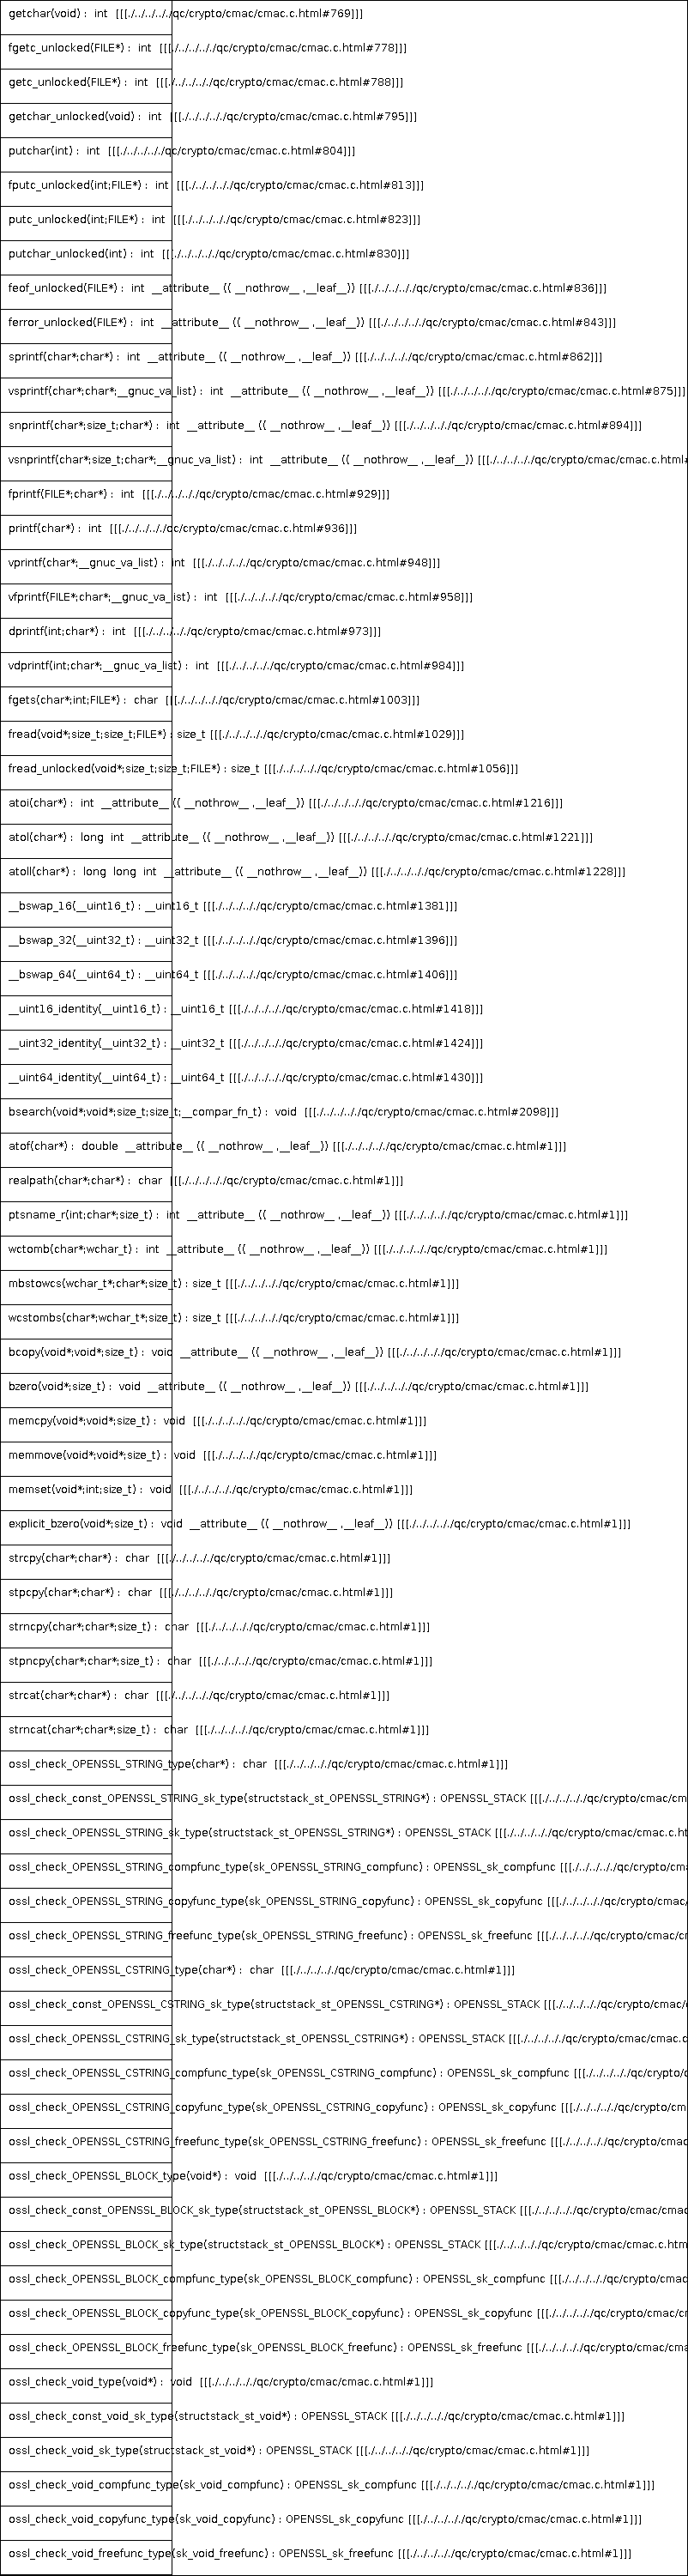 getchar(void) : int [[[./../../../qc/crypto/cmac/cmac.c.html#769]]]
fgetc_unlocked(FILE*) : int [[[./../../../qc/crypto/cmac/cmac.c.html#778]]]
getc_unlocked(FILE*) : int [[[./../../../qc/crypto/cmac/cmac.c.html#788]]]
getchar_unlocked(void) : int [[[./../../../qc/crypto/cmac/cmac.c.html#795]]]
putchar(int) : int [[[./../../../qc/crypto/cmac/cmac.c.html#804]]]
fputc_unlocked(int;FILE*) : int [[[./../../../qc/crypto/cmac/cmac.c.html#813]]]
putc_unlocked(int;FILE*) : int [[[./../../../qc/crypto/cmac/cmac.c.html#823]]]
putchar_unlocked(int) : int [[[./../../../qc/crypto/cmac/cmac.c.html#830]]]
feof_unlocked(FILE*) : int __attribute__ (( __nothrow__ ,__leaf__)) [[[./../../../qc/crypto/cmac/cmac.c.html#836]]]
ferror_unlocked(FILE*) : int __attribute__ (( __nothrow__ ,__leaf__)) [[[./../../../qc/crypto/cmac/cmac.c.html#843]]]
sprintf(char*;char*) : int __attribute__ (( __nothrow__ ,__leaf__)) [[[./../../../qc/crypto/cmac/cmac.c.html#862]]]
vsprintf(char*;char*;__gnuc_va_list) : int __attribute__ (( __nothrow__ ,__leaf__)) [[[./../../../qc/crypto/cmac/cmac.c.html#875]]]
snprintf(char*;size_t;char*) : int __attribute__ (( __nothrow__ ,__leaf__)) [[[./../../../qc/crypto/cmac/cmac.c.html#894]]]
vsnprintf(char*;size_t;char*;__gnuc_va_list) : int __attribute__ (( __nothrow__ ,__leaf__)) [[[./../../../qc/crypto/cmac/cmac.c.html#
fprintf(FILE*;char*) : int [[[./../../../qc/crypto/cmac/cmac.c.html#929]]]
printf(char*) : int [[[./../../../qc/crypto/cmac/cmac.c.html#936]]]
vprintf(char*;__gnuc_va_list) : int [[[./../../../qc/crypto/cmac/cmac.c.html#948]]]
vfprintf(FILE*;char*;__gnuc_va_list) : int [[[./../../../qc/crypto/cmac/cmac.c.html#958]]]
dprintf(int;char*) : int [[[./../../../qc/crypto/cmac/cmac.c.html#973]]]
vdprintf(int;char*;__gnuc_va_list) : int [[[./../../../qc/crypto/cmac/cmac.c.html#984]]]
fgets(char*;int;FILE*) : char [[[./../../../qc/crypto/cmac/cmac.c.html#1003]]]
fread(void*;size_t;size_t;FILE*) : size_t [[[./../../../qc/crypto/cmac/cmac.c.html#1029]]]
fread_unlocked(void*;size_t;size_t;FILE*) : size_t [[[./../../../qc/crypto/cmac/cmac.c.html#1056]]]
atoi(char*) : int __attribute__ (( __nothrow__ ,__leaf__)) [[[./../../../qc/crypto/cmac/cmac.c.html#1216]]]
atol(char*) : long int __attribute__ (( __nothrow__ ,__leaf__)) [[[./../../../qc/crypto/cmac/cmac.c.html#1221]]]
atoll(char*) : long long int __attribute__ (( __nothrow__ ,__leaf__)) [[[./../../../qc/crypto/cmac/cmac.c.html#1228]]]
__bswap_16(__uint16_t) : __uint16_t [[[./../../../qc/crypto/cmac/cmac.c.html#1381]]]
__bswap_32(__uint32_t) : __uint32_t [[[./../../../qc/crypto/cmac/cmac.c.html#1396]]]
__bswap_64(__uint64_t) : __uint64_t [[[./../../../qc/crypto/cmac/cmac.c.html#1406]]]
__uint16_identity(__uint16_t) : __uint16_t [[[./../../../qc/crypto/cmac/cmac.c.html#1418]]]
__uint32_identity(__uint32_t) : __uint32_t [[[./../../../qc/crypto/cmac/cmac.c.html#1424]]]
__uint64_identity(__uint64_t) : __uint64_t [[[./../../../qc/crypto/cmac/cmac.c.html#1430]]]
bsearch(void*;void*;size_t;size_t;__compar_fn_t) : void [[[./../../../qc/crypto/cmac/cmac.c.html#2098]]]
atof(char*) : double __attribute__ (( __nothrow__ ,__leaf__)) [[[./../../../qc/crypto/cmac/cmac.c.html#1]]]
realpath(char*;char*) : char [[[./../../../qc/crypto/cmac/cmac.c.html#1]]]
ptsname_r(int;char*;size_t) : int __attribute__ (( __nothrow__ ,__leaf__)) [[[./../../../qc/crypto/cmac/cmac.c.html#1]]]
wctomb(char*;wchar_t) : int __attribute__ (( __nothrow__ ,__leaf__)) [[[./../../../qc/crypto/cmac/cmac.c.html#1]]]
mbstowcs(wchar_t*;char*;size_t) : size_t [[[./../../../qc/crypto/cmac/cmac.c.html#1]]]
wcstombs(char*;wchar_t*;size_t) : size_t [[[./../../../qc/crypto/cmac/cmac.c.html#1]]]
bcopy(void*;void*;size_t) : void __attribute__ (( __nothrow__ ,__leaf__)) [[[./../../../qc/crypto/cmac/cmac.c.html#1]]]
bzero(void*;size_t) : void __attribute__ (( __nothrow__ ,__leaf__)) [[[./../../../qc/crypto/cmac/cmac.c.html#1]]]
memcpy(void*;void*;size_t) : void [[[./../../../qc/crypto/cmac/cmac.c.html#1]]]
memmove(void*;void*;size_t) : void [[[./../../../qc/crypto/cmac/cmac.c.html#1]]]
memset(void*;int;size_t) : void [[[./../../../qc/crypto/cmac/cmac.c.html#1]]]
explicit_bzero(void*;size_t) : void __attribute__ (( __nothrow__ ,__leaf__)) [[[./../../../qc/crypto/cmac/cmac.c.html#1]]]
strcpy(char*;char*) : char [[[./../../../qc/crypto/cmac/cmac.c.html#1]]]
stpcpy(char*;char*) : char [[[./../../../qc/crypto/cmac/cmac.c.html#1]]]
strncpy(char*;char*;size_t) : char [[[./../../../qc/crypto/cmac/cmac.c.html#1]]]
stpncpy(char*;char*;size_t) : char [[[./../../../qc/crypto/cmac/cmac.c.html#1]]]
strcat(char*;char*) : char [[[./../../../qc/crypto/cmac/cmac.c.html#1]]]
strncat(char*;char*;size_t) : char [[[./../../../qc/crypto/cmac/cmac.c.html#1]]]
ossl_check_OPENSSL_STRING_type(char*) : char [[[./../../../qc/crypto/cmac/cmac.c.html#1]]]
ossl_check_const_OPENSSL_STRING_sk_type(structstack_st_OPENSSL_STRING*) : OPENSSL_STACK [[[./../../../qc/crypto/cmac/cm
ossl_check_OPENSSL_STRING_sk_type(structstack_st_OPENSSL_STRING*) : OPENSSL_STACK [[[./../../../qc/crypto/cmac/cmac.c.ht
ossl_check_OPENSSL_STRING_compfunc_type(sk_OPENSSL_STRING_compfunc) : OPENSSL_sk_compfunc [[[./../../../qc/crypto/cma
ossl_check_OPENSSL_STRING_copyfunc_type(sk_OPENSSL_STRING_copyfunc) : OPENSSL_sk_copyfunc [[[./../../../qc/crypto/cmac/
ossl_check_OPENSSL_STRING_freefunc_type(sk_OPENSSL_STRING_freefunc) : OPENSSL_sk_freefunc [[[./../../../qc/crypto/cmac/c
ossl_check_OPENSSL_CSTRING_type(char*) : char [[[./../../../qc/crypto/cmac/cmac.c.html#1]]]
ossl_check_const_OPENSSL_CSTRING_sk_type(structstack_st_OPENSSL_CSTRING*) : OPENSSL_STACK [[[./../../../qc/crypto/cmac/
ossl_check_OPENSSL_CSTRING_sk_type(structstack_st_OPENSSL_CSTRING*) : OPENSSL_STACK [[[./../../../qc/crypto/cmac/cmac.c
ossl_check_OPENSSL_CSTRING_compfunc_type(sk_OPENSSL_CSTRING_compfunc) : OPENSSL_sk_compfunc [[[./../../../qc/crypto/
ossl_check_OPENSSL_CSTRING_copyfunc_type(sk_OPENSSL_CSTRING_copyfunc) : OPENSSL_sk_copyfunc [[[./../../../qc/crypto/cm
ossl_check_OPENSSL_CSTRING_freefunc_type(sk_OPENSSL_CSTRING_freefunc) : OPENSSL_sk_freefunc [[[./../../../qc/crypto/cmac
ossl_check_OPENSSL_BLOCK_type(void*) : void [[[./../../../qc/crypto/cmac/cmac.c.html#1]]]
ossl_check_const_OPENSSL_BLOCK_sk_type(structstack_st_OPENSSL_BLOCK*) : OPENSSL_STACK [[[./../../../qc/crypto/cmac/cmac
ossl_check_OPENSSL_BLOCK_sk_type(structstack_st_OPENSSL_BLOCK*) : OPENSSL_STACK [[[./../../../qc/crypto/cmac/cmac.c.htm
ossl_check_OPENSSL_BLOCK_compfunc_type(sk_OPENSSL_BLOCK_compfunc) : OPENSSL_sk_compfunc [[[./../../../qc/crypto/cmac
ossl_check_OPENSSL_BLOCK_copyfunc_type(sk_OPENSSL_BLOCK_copyfunc) : OPENSSL_sk_copyfunc [[[./../../../qc/crypto/cmac/c
ossl_check_OPENSSL_BLOCK_freefunc_type(sk_OPENSSL_BLOCK_freefunc) : OPENSSL_sk_freefunc [[[./../../../qc/crypto/cmac/cma
ossl_check_void_type(void*) : void [[[./../../../qc/crypto/cmac/cmac.c.html#1]]]
ossl_check_const_void_sk_type(structstack_st_void*) : OPENSSL_STACK [[[./../../../qc/crypto/cmac/cmac.c.html#1]]]
ossl_check_void_sk_type(structstack_st_void*) : OPENSSL_STACK [[[./../../../qc/crypto/cmac/cmac.c.html#1]]]
ossl_check_void_compfunc_type(sk_void_compfunc) : OPENSSL_sk_compfunc [[[./../../../qc/crypto/cmac/cmac.c.html#1]]]
ossl_check_void_copyfunc_type(sk_void_copyfunc) : OPENSSL_sk_copyfunc [[[./../../../qc/crypto/cmac/cmac.c.html#1]]]
ossl_check_void_freefunc_type(sk_void_freefunc) : OPENSSL_sk_freefunc [[[./../../../qc/crypto/cmac/cmac.c.html#1]]]